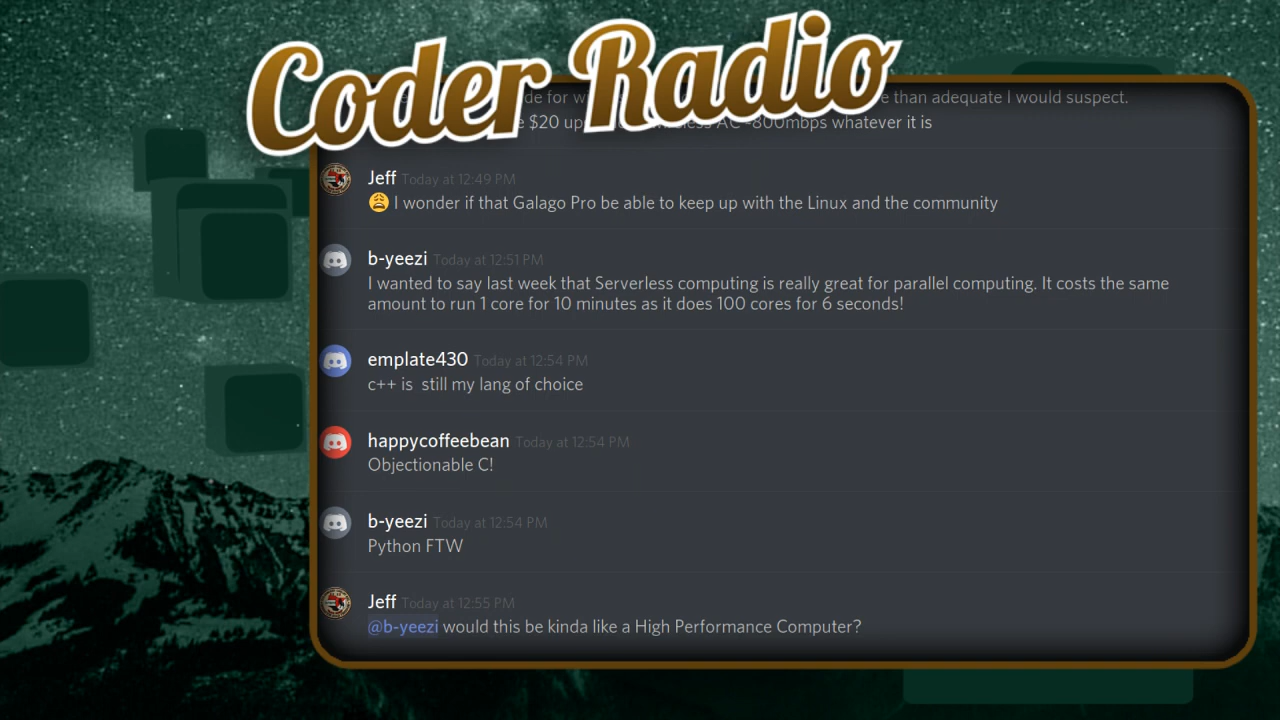 Coder Radio
de for w
e than adequate I would suspect.
$20
800mbps whatever it is
Jeff Today at 12:49 PM
😩 I wonder if that Galago Pro be able to keep up with the Linux and the community
b-yeezi Today at 12:51 PM
I wanted to say last week that Serverless computing is really great for parallel computing. It costs the same
amount to run 1 core for 10 minutes as it does 100 cores for 6 seconds!
emplate430 Today at 12:54 PM
c++ is  still my lang of choice
happycoffeebean Today at 12:54 PM
Objectionable C!
b-yeezi Today at 12:54 PM
Python FTW
Jeff Today at 12:55 PM
@b-yeezi would this be kinda like a High Performance Computer?